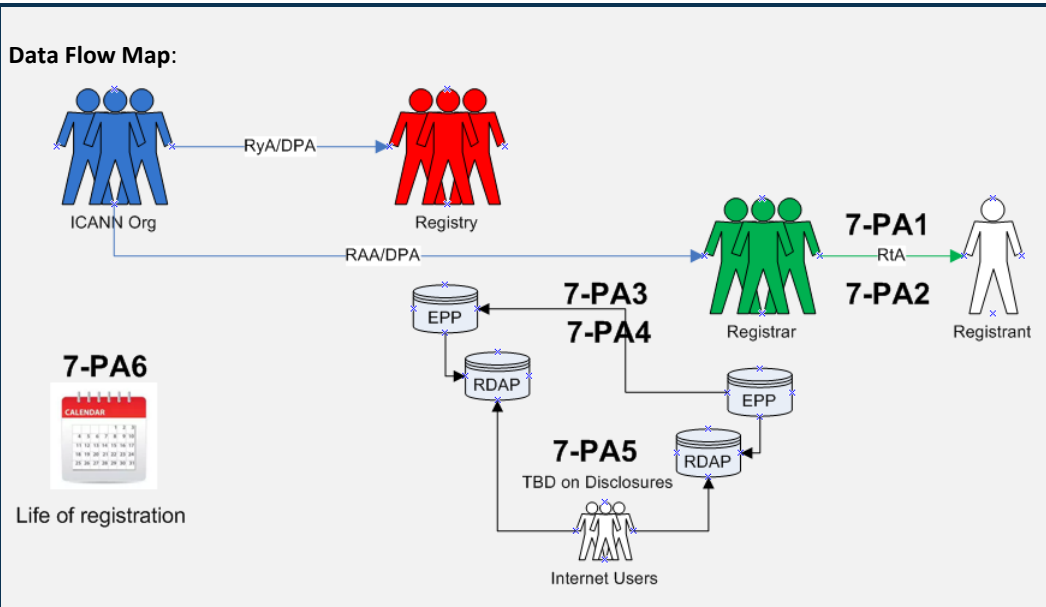 Data Flow Map:
RyA/DPA
ICANN Org
Registry
7-PA1
RAA/DPA
RtA
7-PA3
7-PA2
EPP
7-PA4
Registrar
Registrant
7-PA6
RDAP
CALENDAR
EPP
7-PA5
RDAP
TBD on Disclosures
Life of registration
Internet Users